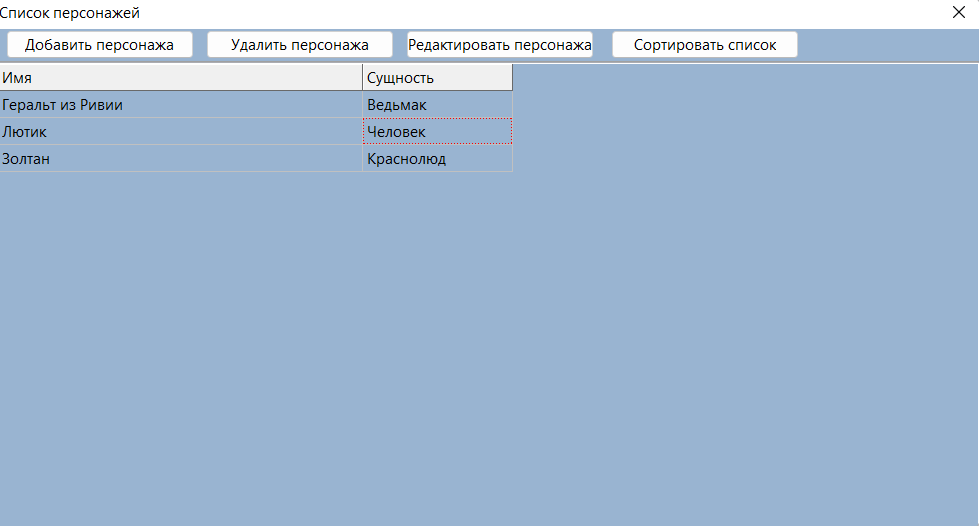 Список персонажей
Добавить персонажа Удалить персонажа Редактировать персонажа Сортировать список
Имя Сущность
Геральт из Ривии Ведьмак
Лютик Человек
Золтан Краснолюд